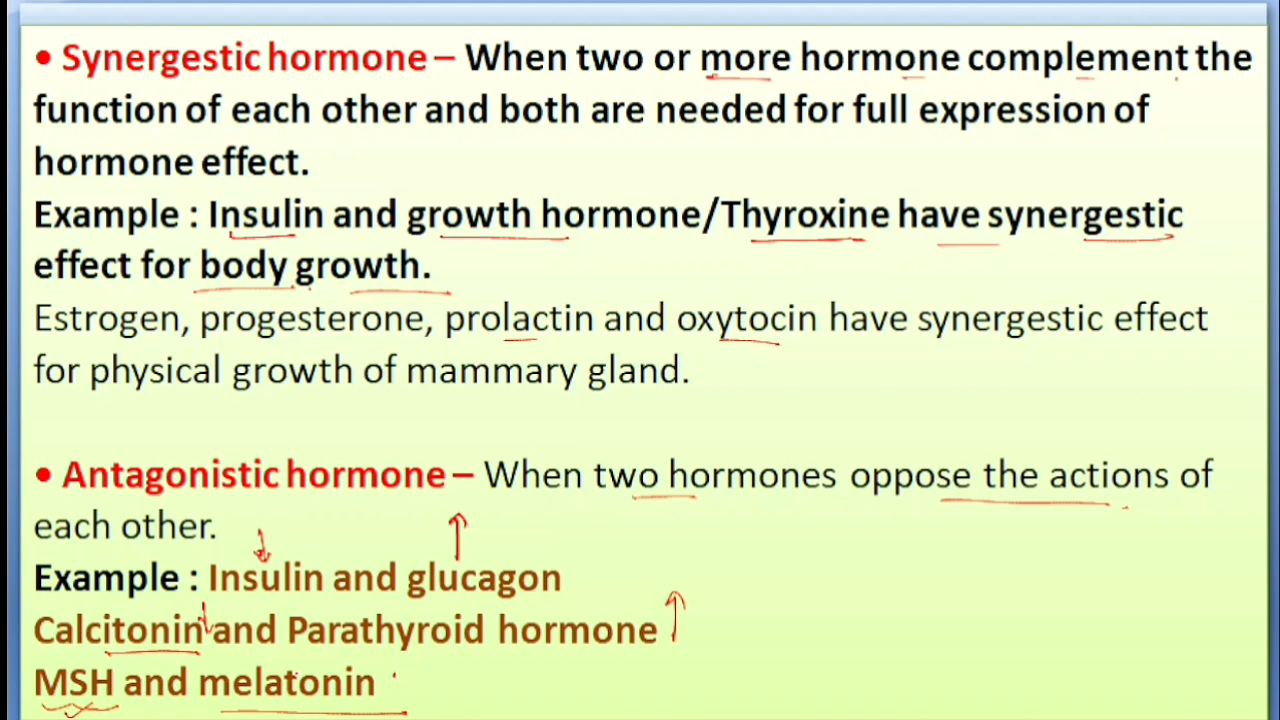 • Synergestic hormone – When two or more hormone complement the
function of each other and both are needed for full expression of
hormone effect.
Example : Insulin and growth hormone/Thyroxine have synergestic
effect for body growth.
Estrogen, progesterone, prolactin and oxytocin have synergestic effect
for physical growth of mammary gland.
• Antagonistic hormone – When two hormones oppose the actions of
each other.
Example : Insulin and glucagon
Calcitonin and Parathyroid hormone
MSH and melatonin